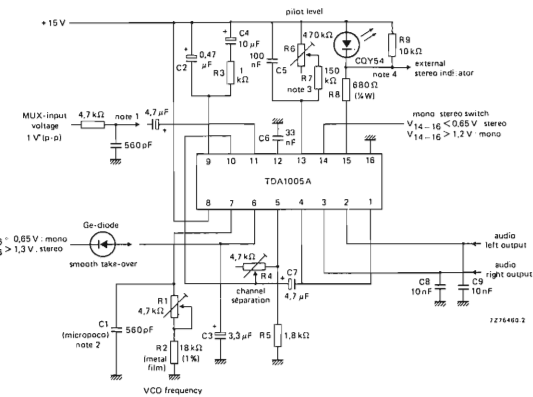 pilot level
+ 15 V
C4
10 µF
C2
0,47
µF
R3
1
kΩ
100
nF
C5
470 kΩ
R6
R7
note 3
150
kΩ
CQY54
R9
10 kΩ
note 4
external
R8
680Ω
(¼W)
MUX-input
voltage
1 V (p-p)
4,7 kΩ
note 1
4,7 µF
560 pF
C6
33
nF
mono stereo switch
V14−16 < 0,65 V stereo
V14−16 > 1,2 V mono
9 10 11 12 13 14 15 16
TDA1005A
8 7 6 5 4 3 2 1
0,65 V : mono
> 1,3 V . stereo
Ge-diode
smooth take-over
4,7 kΩ
R4
channel
separation
C7
4,7 µF
audio
left output
audio
right output
C8
10 nF
C9
10 nF
R1
4,7 kΩ
C1
(micropoco)
note 2
560 pF
R2
(metal
film)
18 kΩ
(1%)
C3
3,3 µF
R5
1,8 kΩ
7Z76460.2
VCO frequency